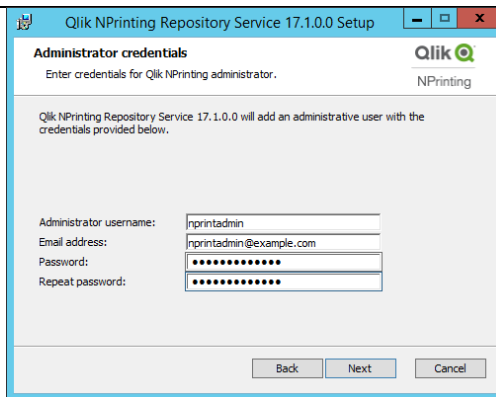 Qlik NPrinting Repository Service 17.1.0.0 Setup
Administrator credentials
Enter credentials for Qlik NPrinting administrator.
Qlik
NPrinting
Qlik NPrinting Repository Service 17.1.0.0 will add an administrative user with the
credentials provided below.
Administrator username: nprintadmin
Email address: nprintadmin@example.com
Password: •••••••••••••
Repeat password: •••••••••••••
Back Next Cancel